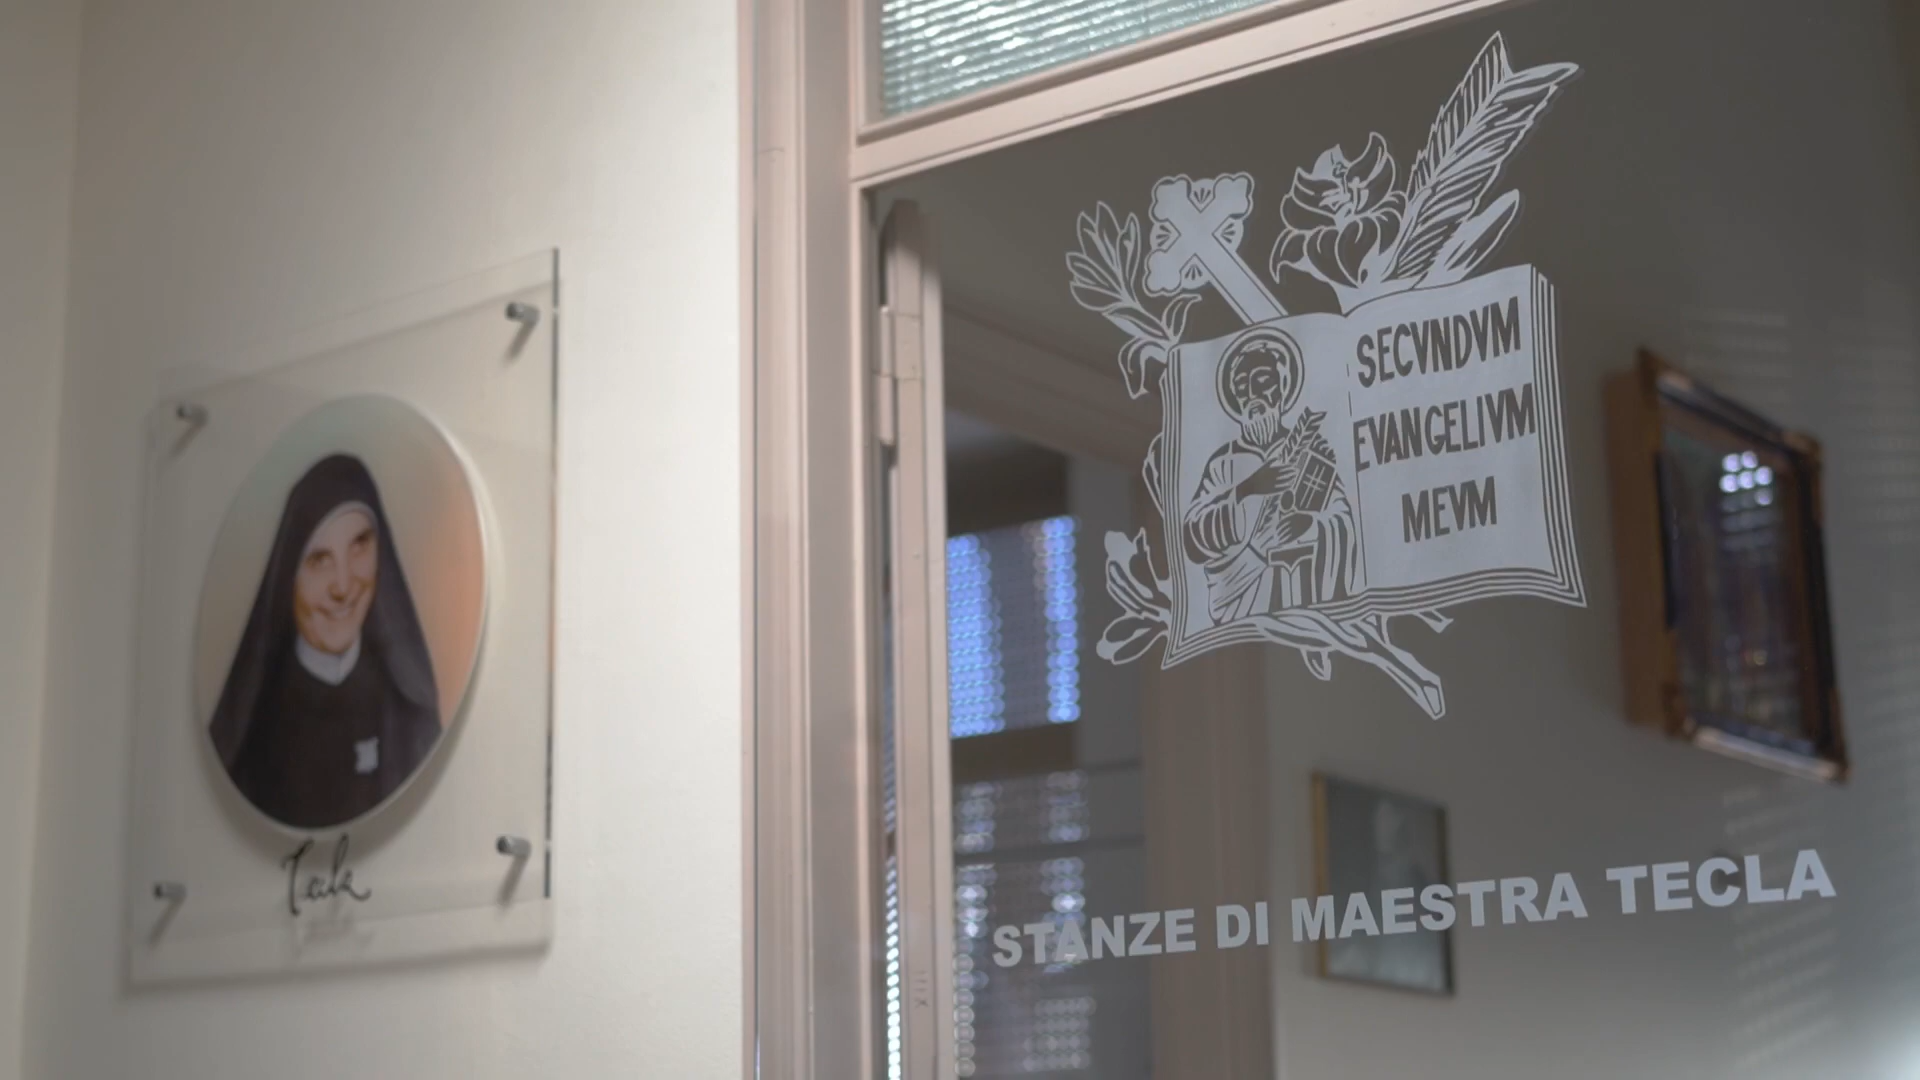 Tecla
SECVNDVM
EVANGELIVM
MEVM
STANZE DI MAESTRA TECLA